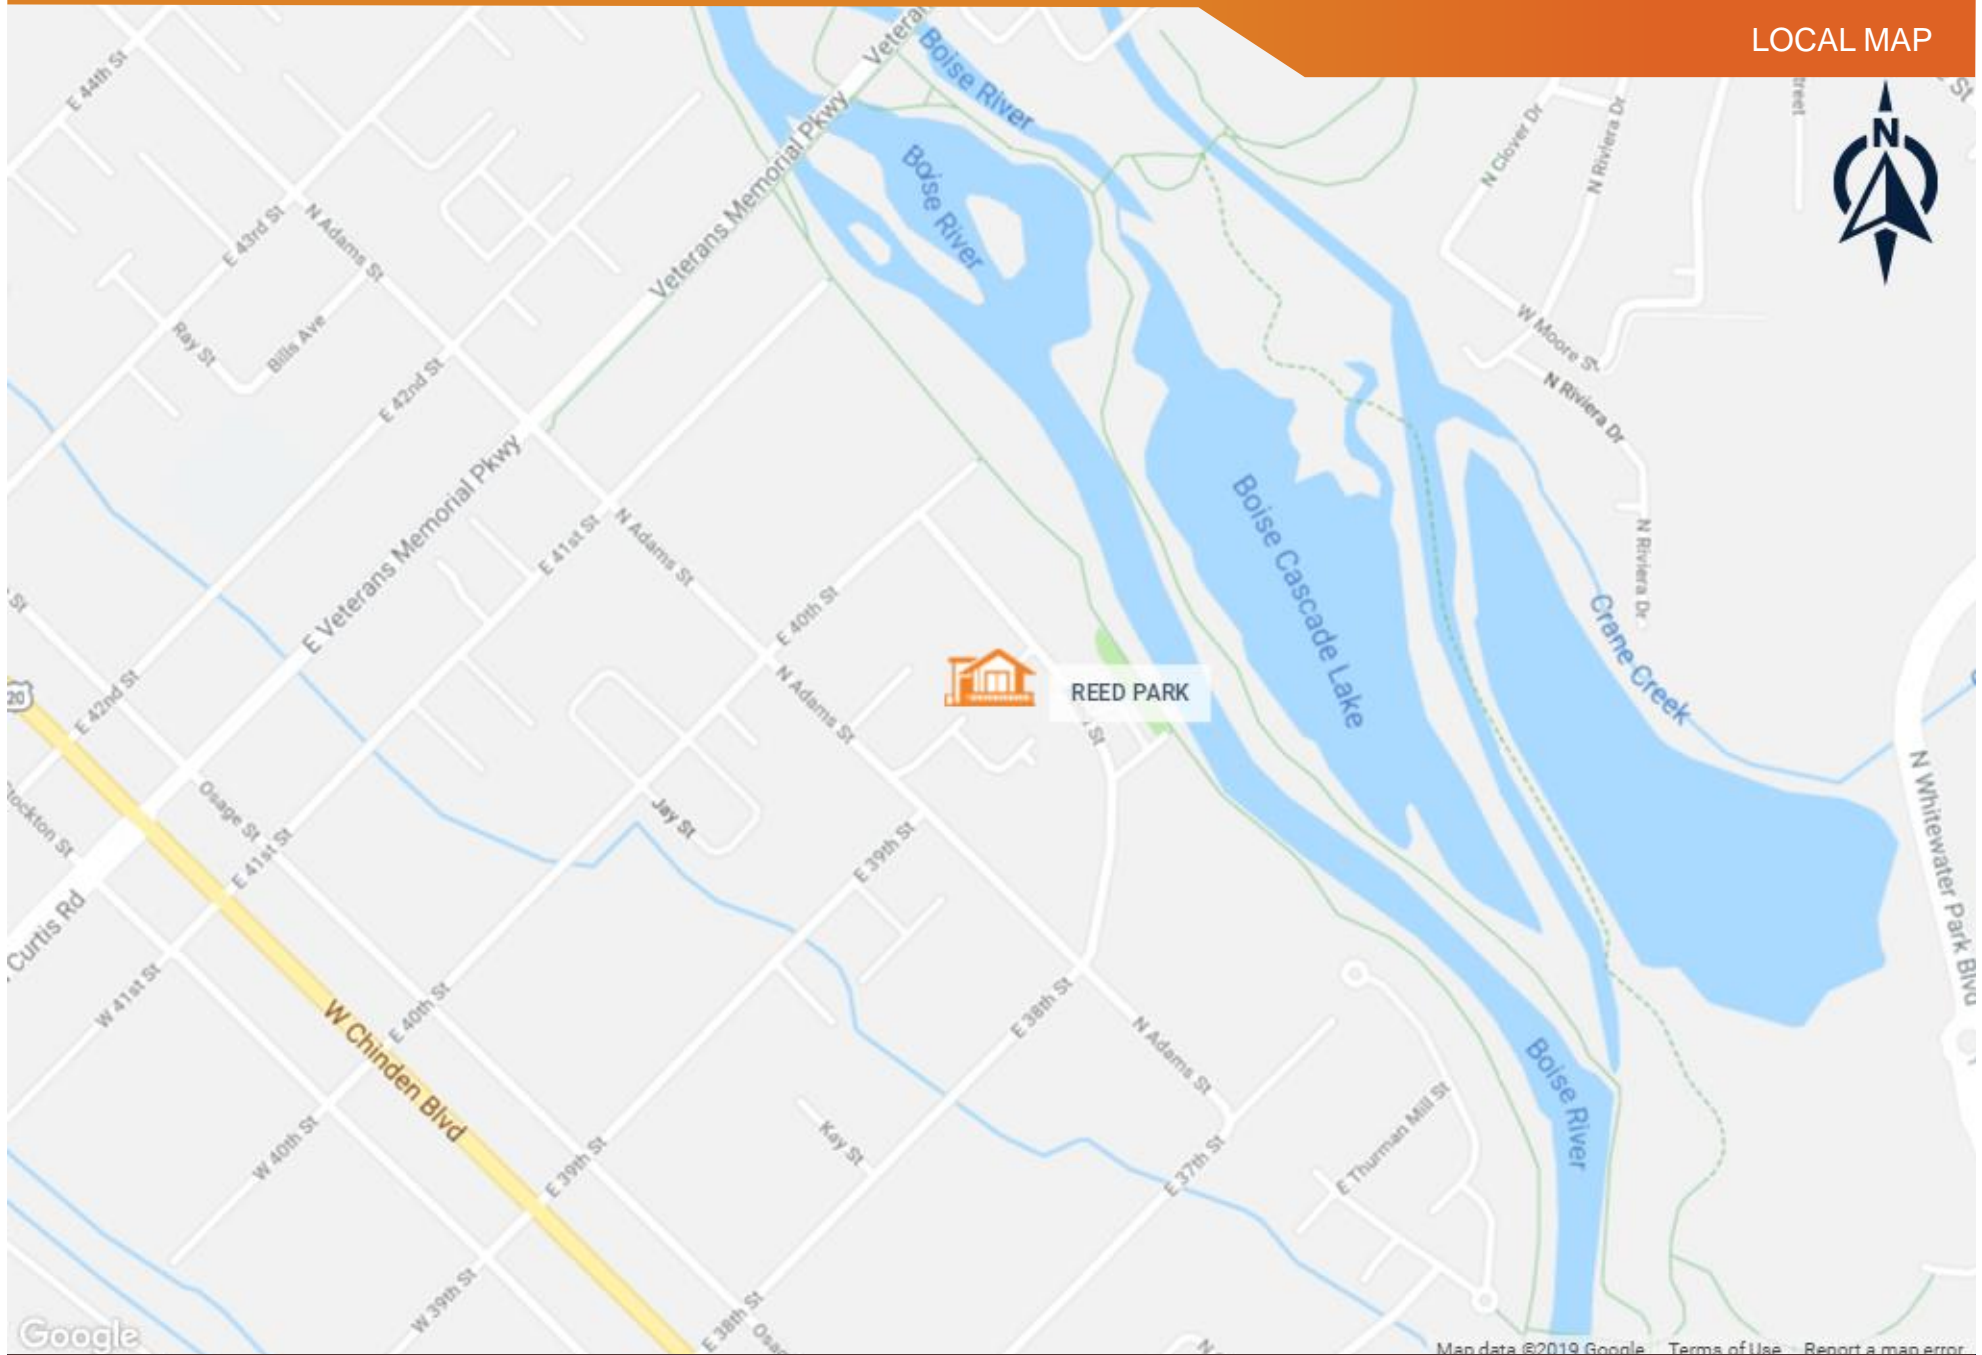 LOCAL MAP
N
Boise River
E 44th St
Veterans Memorial Pkwy
Boise River
N Clover Dr
N Riviera Dr
St
E 43rd St
N Adams St
W Moore St
Ray St
Bills Ave
E 42nd St
N Riviera Dr
E Veterans Memorial Pkwy
E 41st St
N Adams St
Boise Cascade Lake
N Riviera Dr
E 40th St
Crane Creek
St
REED PARK
N Adams St
St
20
E 42nd St
Osage St
Jay St
E 39th St
N Whitewater Park Blvd
E 41st St
Curtis Rd
W 41st St
E 40th St
W Chinden Blvd
E 38th St
N Adams St
Boise River
W 40th St
Kay St
E 39th St
E 37th St
E Thurman Mill St
W 39th St
E 38th St
Google
Map data ©2019 Google
Terms of Use
Report a map error